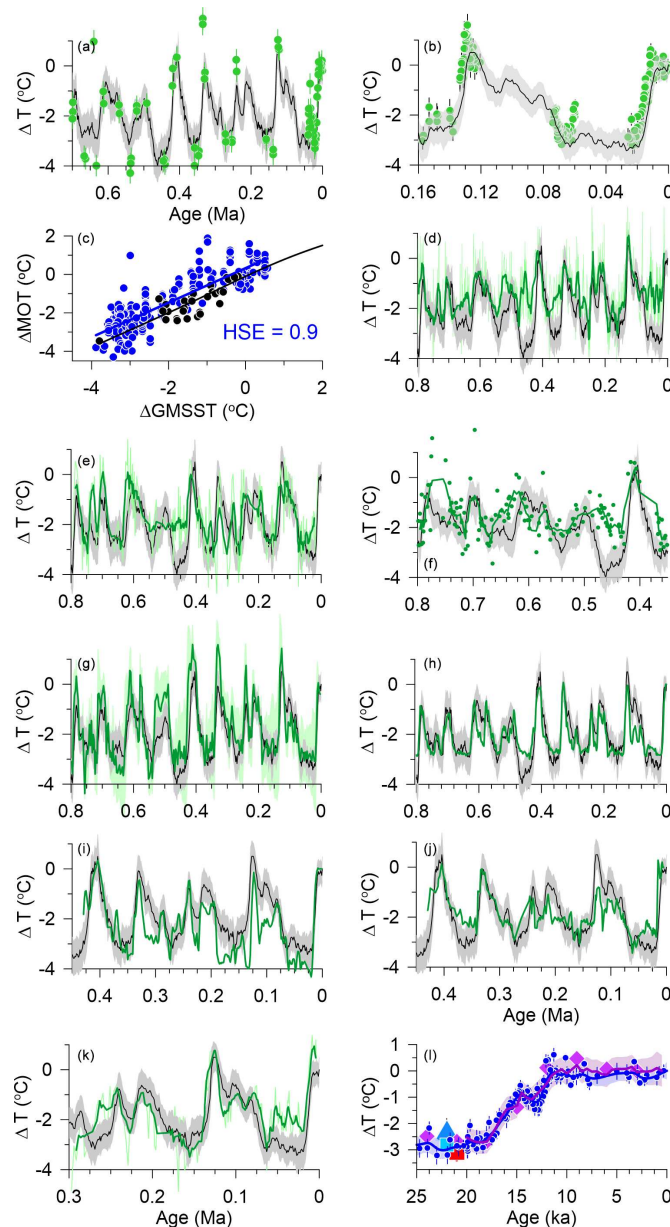 (a)
Δ T (°C)
0
-2
-4
0.6 0.4 0.2 0
Age (Ma)
(b)
Δ T (°C)
2
0
-2
-4
0.16 0.12 0.08 0.04 0
(c)
ΔMOT (°C)
2
0
-2
-4
HSE = 0.9
-4 -2 0 2
ΔGMSST (°C)
(d)
Δ T (°C)
0
-2
-4
0.8 0.6 0.4 0.2 0
(e)
Δ T (°C)
0
-2
-4
0.8 0.6 0.4 0.2 0
(f)
ΔT (°C)
0
-2
-4
0.8 0.7 0.6 0.5 0.4
(g)
Δ T (°C)
0
-2
-4
0.8 0.6 0.4 0.2 0
(h)
Δ T (°C)
0
-2
-4
0.8 0.6 0.4 0.2 0
(i)
Δ T (°C)
0
-2
-4
0.4 0.3 0.2 0.1 0
(j)
Δ T (°C)
0
-2
-4
0.4 0.3 0.2 0.1 0
Age (Ma)
(k)
Δ T (°C)
0
-2
-4
0.3 0.2 0.1 0
Age (Ma)
(l)
ΔT (°C)
1
0
-1
-2
-3
25 20 15 10 5 0
Age (ka)